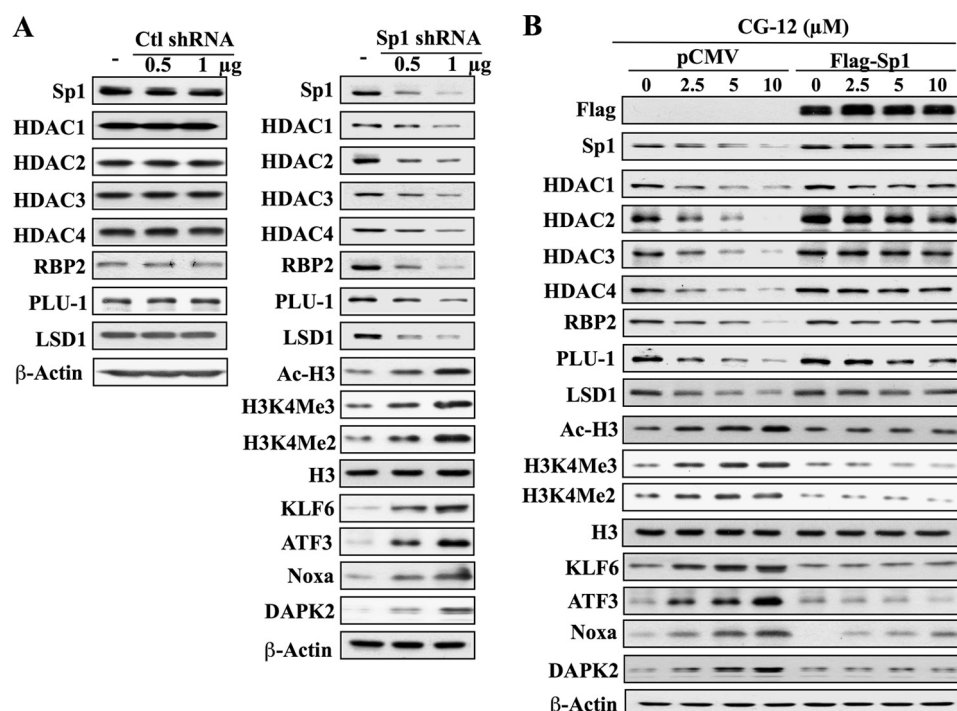 A
Ctl shRNA
- 0.5 1 µg
Sp1
HDAC1
HDAC2
HDAC3
HDAC4
RBP2
PLU-1
LSD1
β-Actin
Sp1 shRNA
- 0.5 1 µg
Sp1
HDAC1
HDAC2
HDAC3
HDAC4
RBP2
PLU-1
LSD1
Ac-H3
H3K4Me3
H3K4Me2
H3
KLF6
ATF3
Noxa
DAPK2
β-Actin
B
CG-12 (µM)
pCMV Flag-Sp1
0 2.5 5 10 0 2.5 5 10
Flag
Sp1
HDAC1
HDAC2
HDAC3
HDAC4
RBP2
PLU-1
LSD1
Ac-H3
H3K4Me3
H3K4Me2
H3
KLF6
ATF3
Noxa
DAPK2
β-Actin